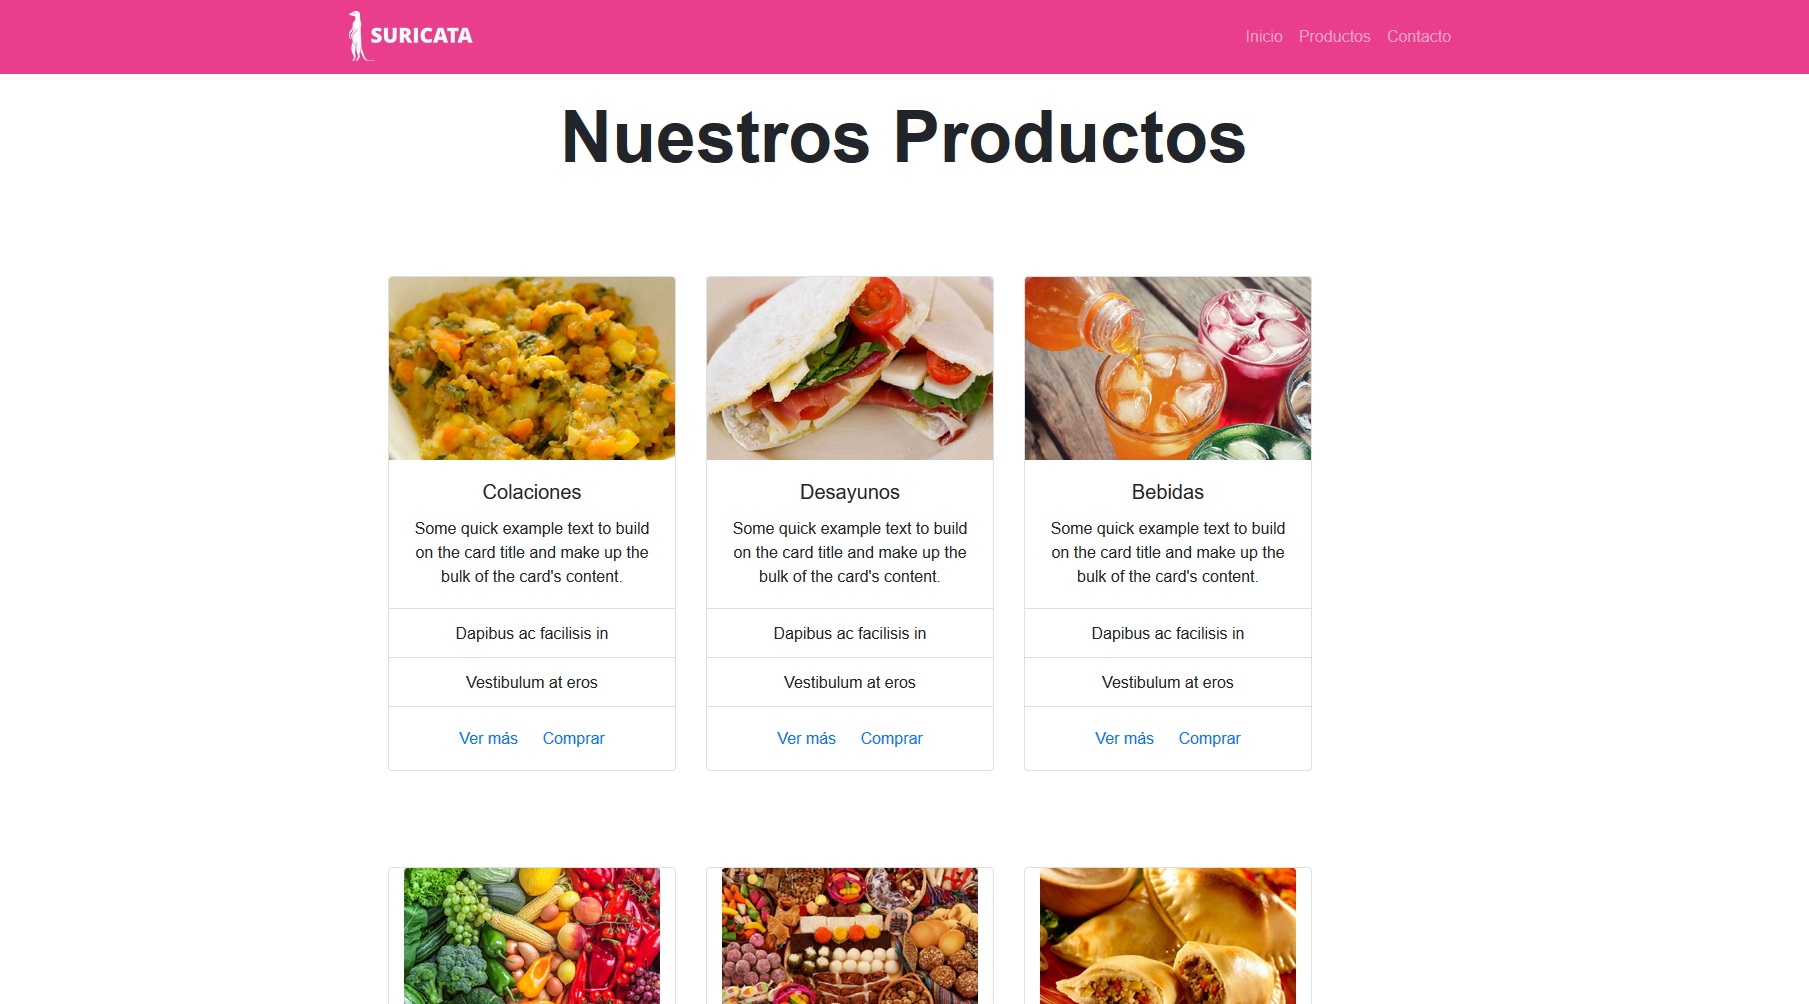 SURICATA
Inicio Productos Contacto
Nuestros Productos
Colaciones
Some quick example text to build
on the card title and make up the
bulk of the card's content.
Dapibus ac facilisis in
Vestibulum at eros
Ver más Comprar
Desayunos
Some quick example text to build
on the card title and make up the
bulk of the card's content.
Dapibus ac facilisis in
Vestibulum at eros
Ver más Comprar
Bebidas
Some quick example text to build
on the card title and make up the
bulk of the card's content.
Dapibus ac facilisis in
Vestibulum at eros
Ver más Comprar